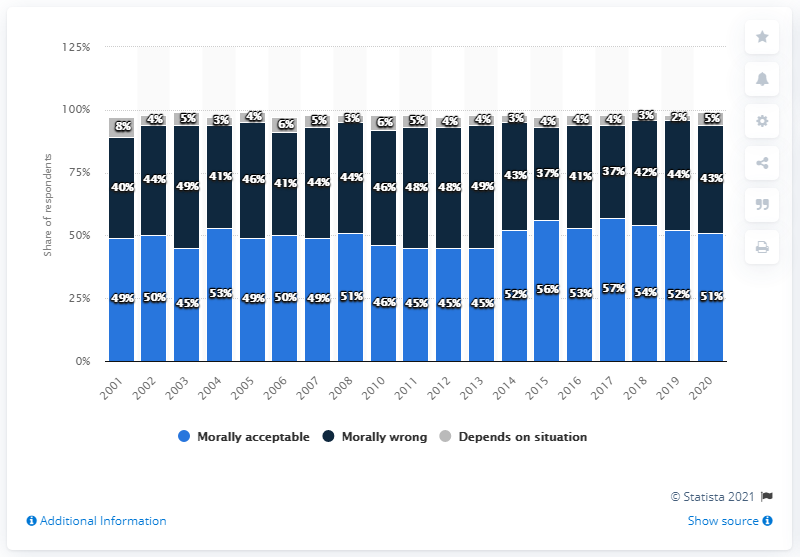 125%
100%
75%
50%
25%
0%
Share of respondents
8% 4% 5% 3% 4% 6% 5% 3% 6% 5% 4% 4% 3% 4% 4% 4% 3% 2% 5%
40% 44% 49% 41% 46% 41% 44% 44% 46% 48% 48% 49% 43% 37% 41% 37% 42% 44% 43%
49% 50% 45% 53% 49% 50% 49% 51% 46% 45% 45% 45% 52% 56% 53% 57% 54% 52% 51%
2001 2002 2003 2004 2005 2006 2007 2008 2010 2011 2012 2013 2014 2015 2016 2017 2018 2019 2020
Morally acceptable Morally wrong Depends on situation
© Statista 2021
Additional Information Show source